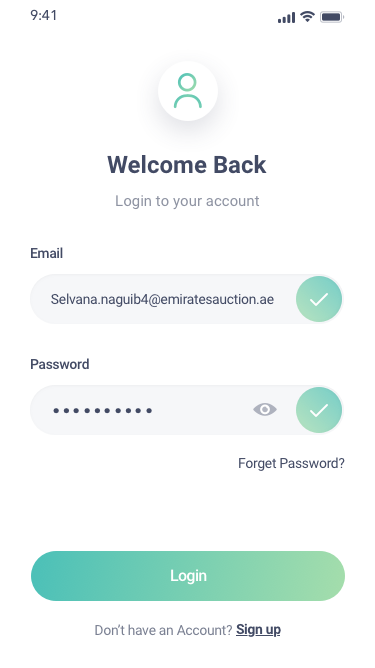 9:41
Welcome Back
Login to your account
Email
Selvana.naguib4@emiratesauction.ae
Password
••••••••••
Forget Password?
Login
Don't have an Account? Sign up